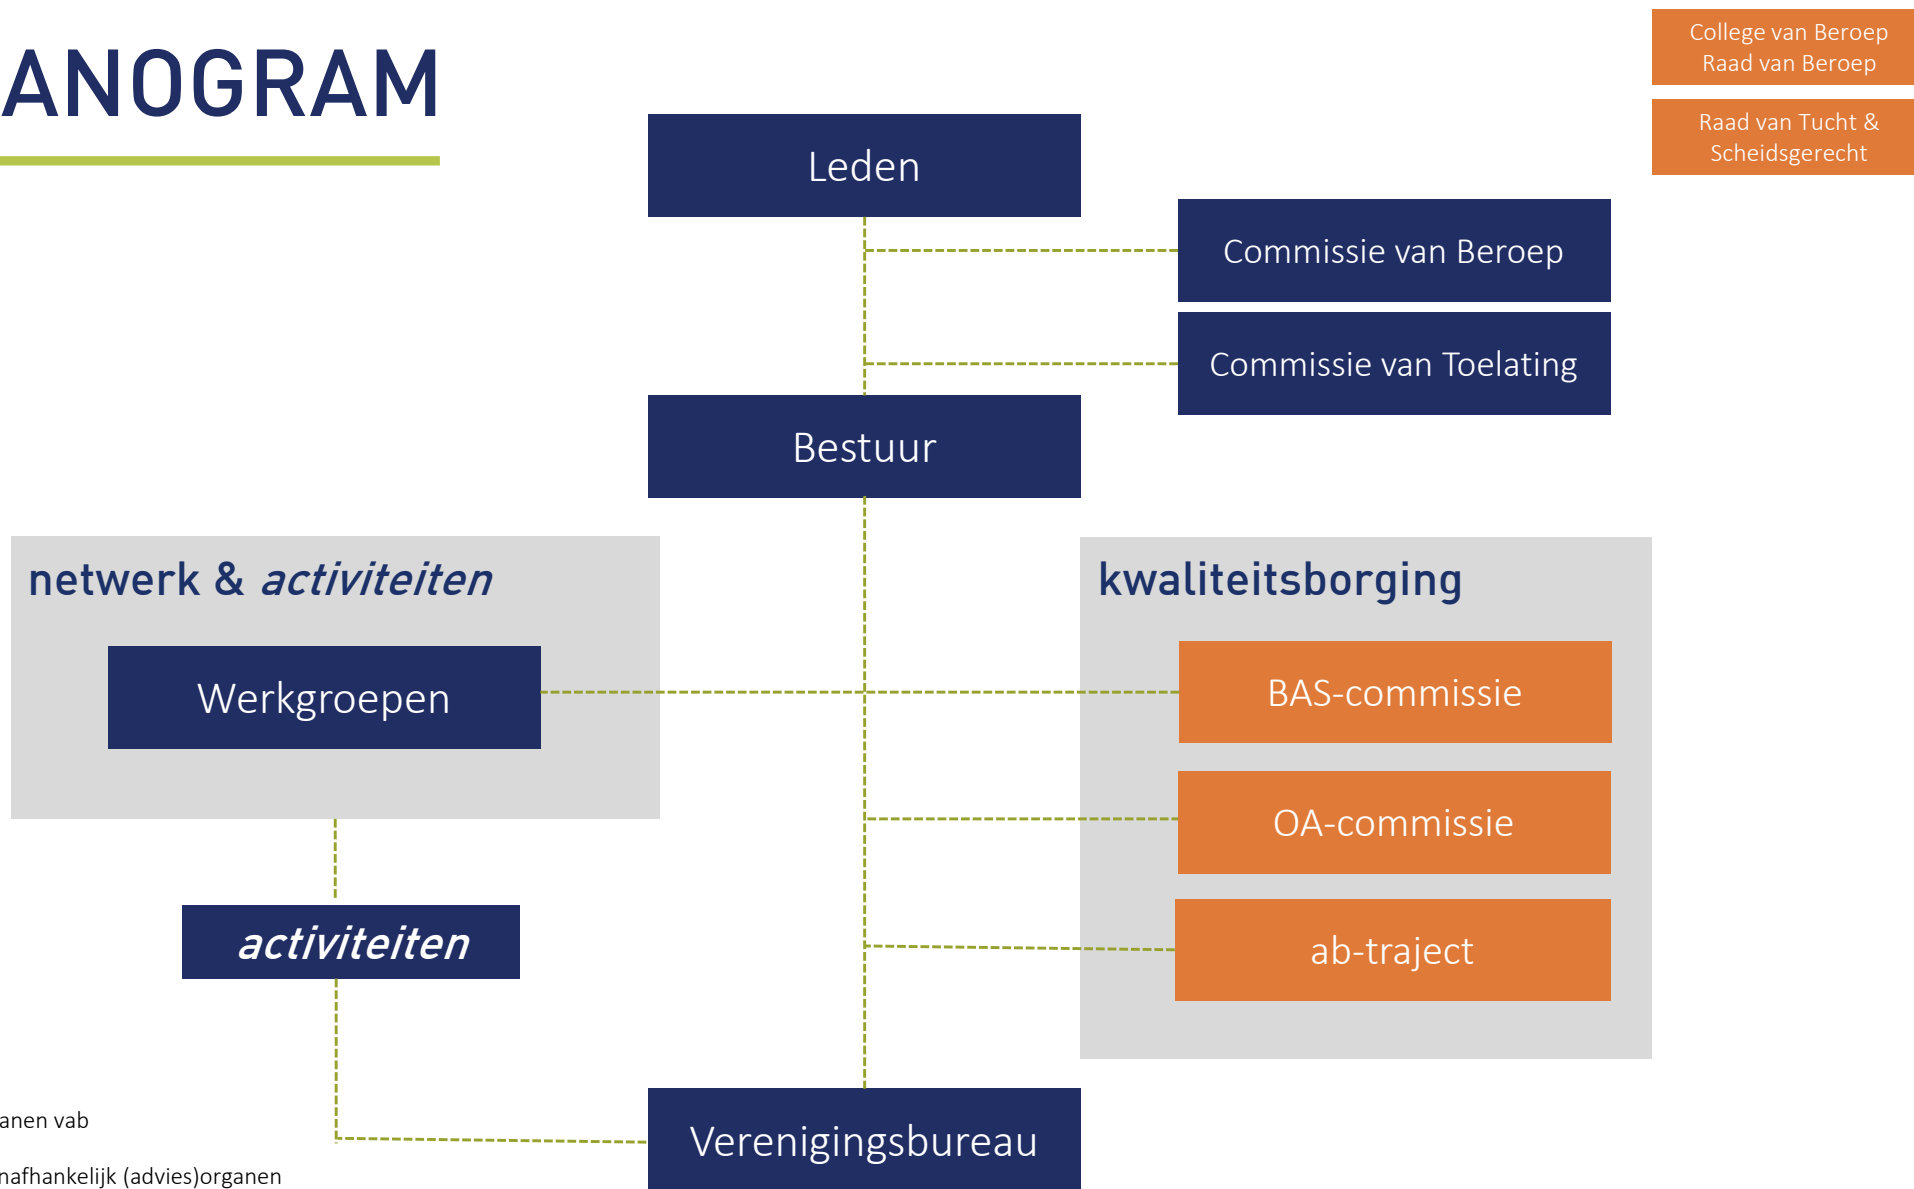 ANOGRAM
College van Beroep
Raad van Beroep
Raad van Tucht &
Scheidsgerecht
Leden
Commissie van Beroep
Commissie van Toelating
Bestuur
netwerk & activiteiten
Werkgroepen
kwaliteitsborging
BAS-commissie
OA-commissie
ab-traject
activiteiten
Verenigingsbureau
anen vab
nafhankelijk (advies)organen